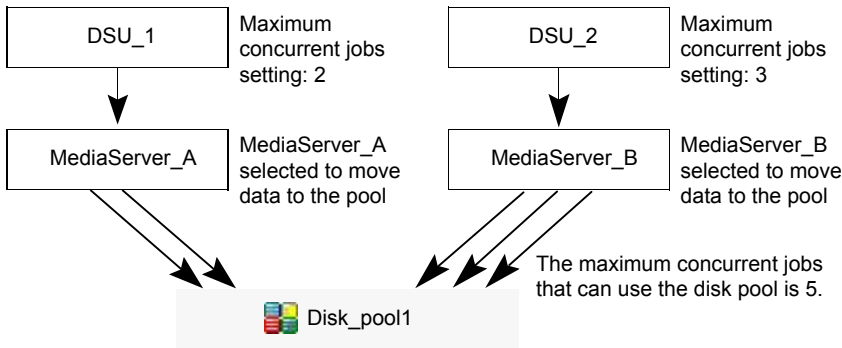 DSU_1
Maximum
concurrent jobs
setting: 2
DSU_2
Maximum
concurrent jobs
setting: 3
MediaServer_A
MediaServer_A
selected to move
data to the pool
MediaServer_B
MediaServer_B
selected to move
data to the pool
The maximum concurrent jobs
that can use the disk pool is 5.
Disk_pool1